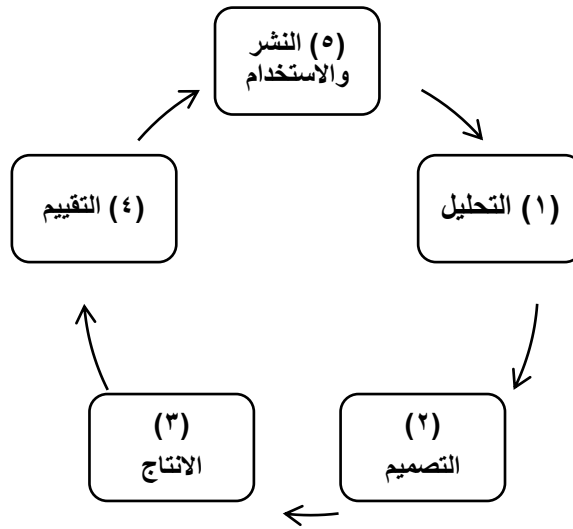 (٥) النشر
والاستخدام
(١) التحليل
(٢)
التصميم
(٣)
الانتاج
(٤) التقييم